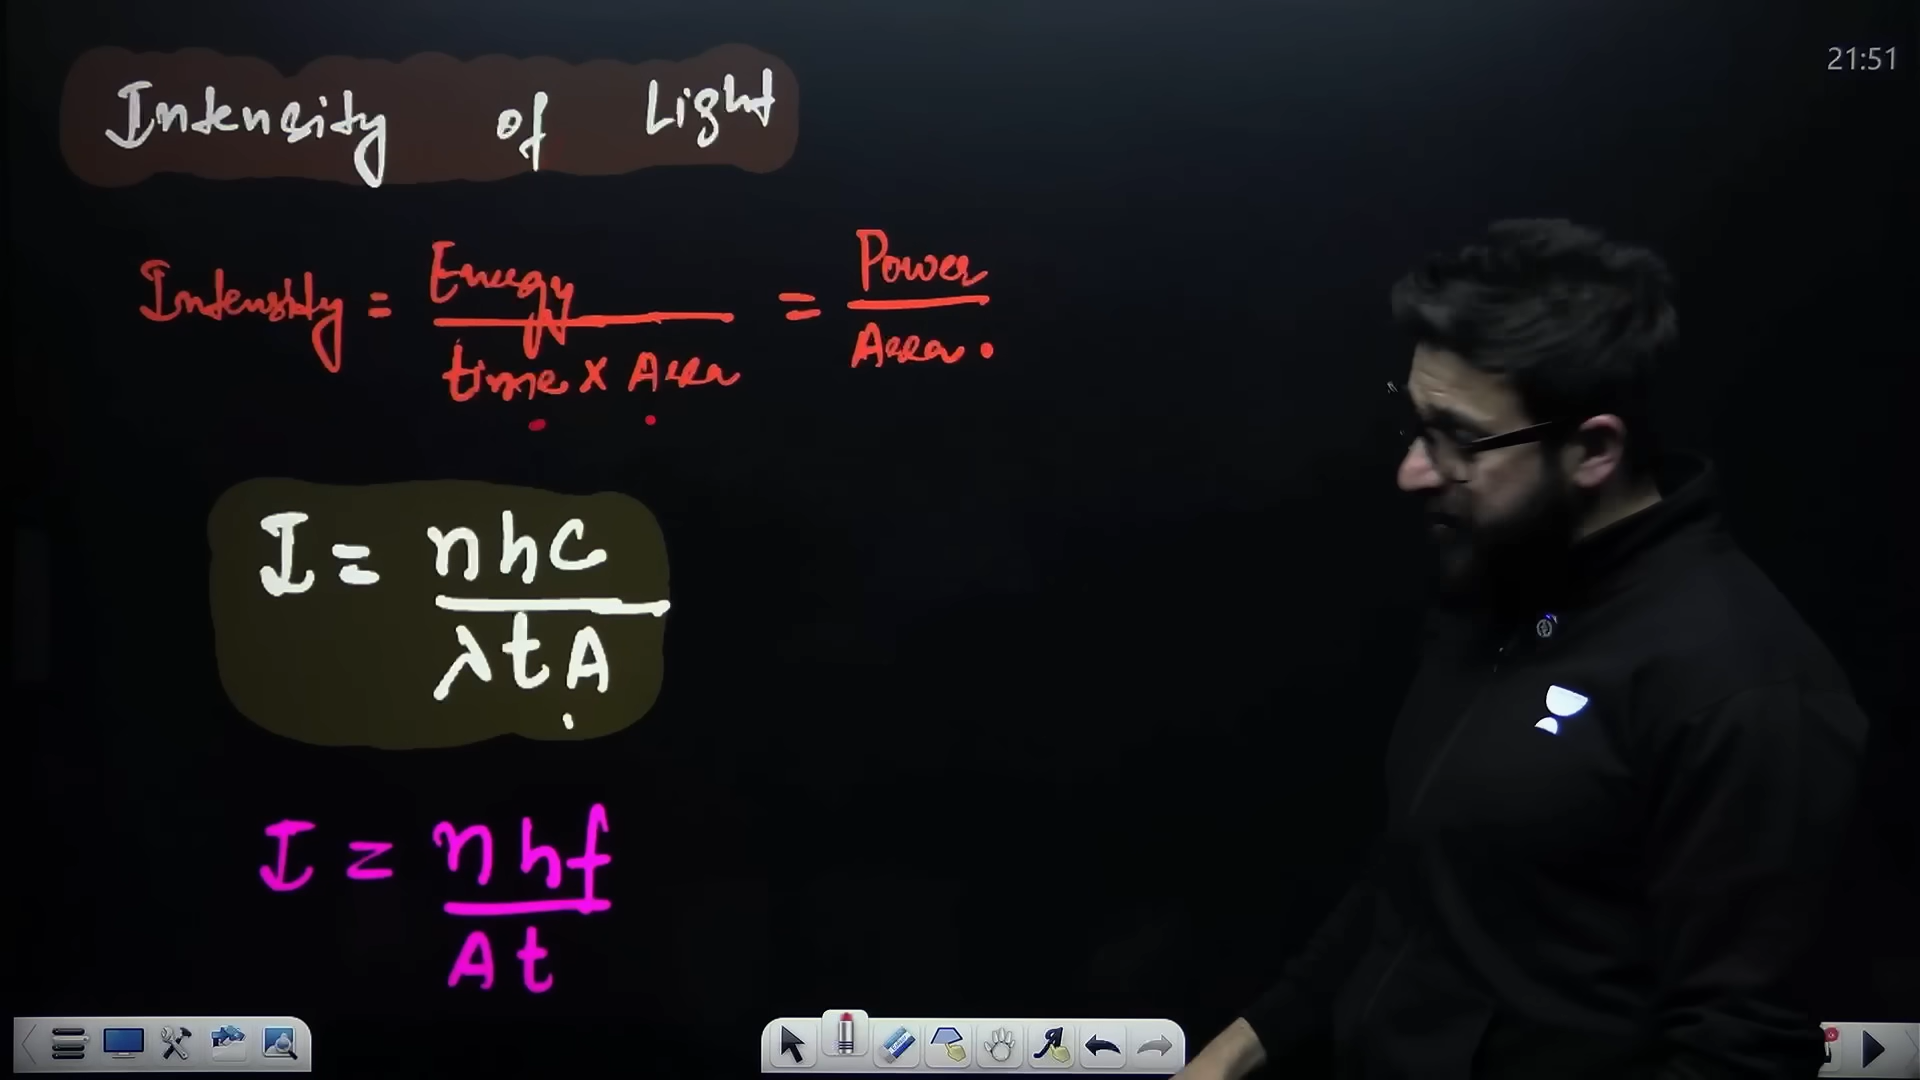 21:51
Intensity of Light
Intensity = Energy / time × Area = Power / Area.
I = nhc / λtA
I = nhf / At